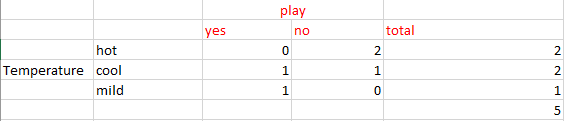 play
yes no total
hot 0 2 2
Temperature cool 1 1 2
mild 1 0 1
5